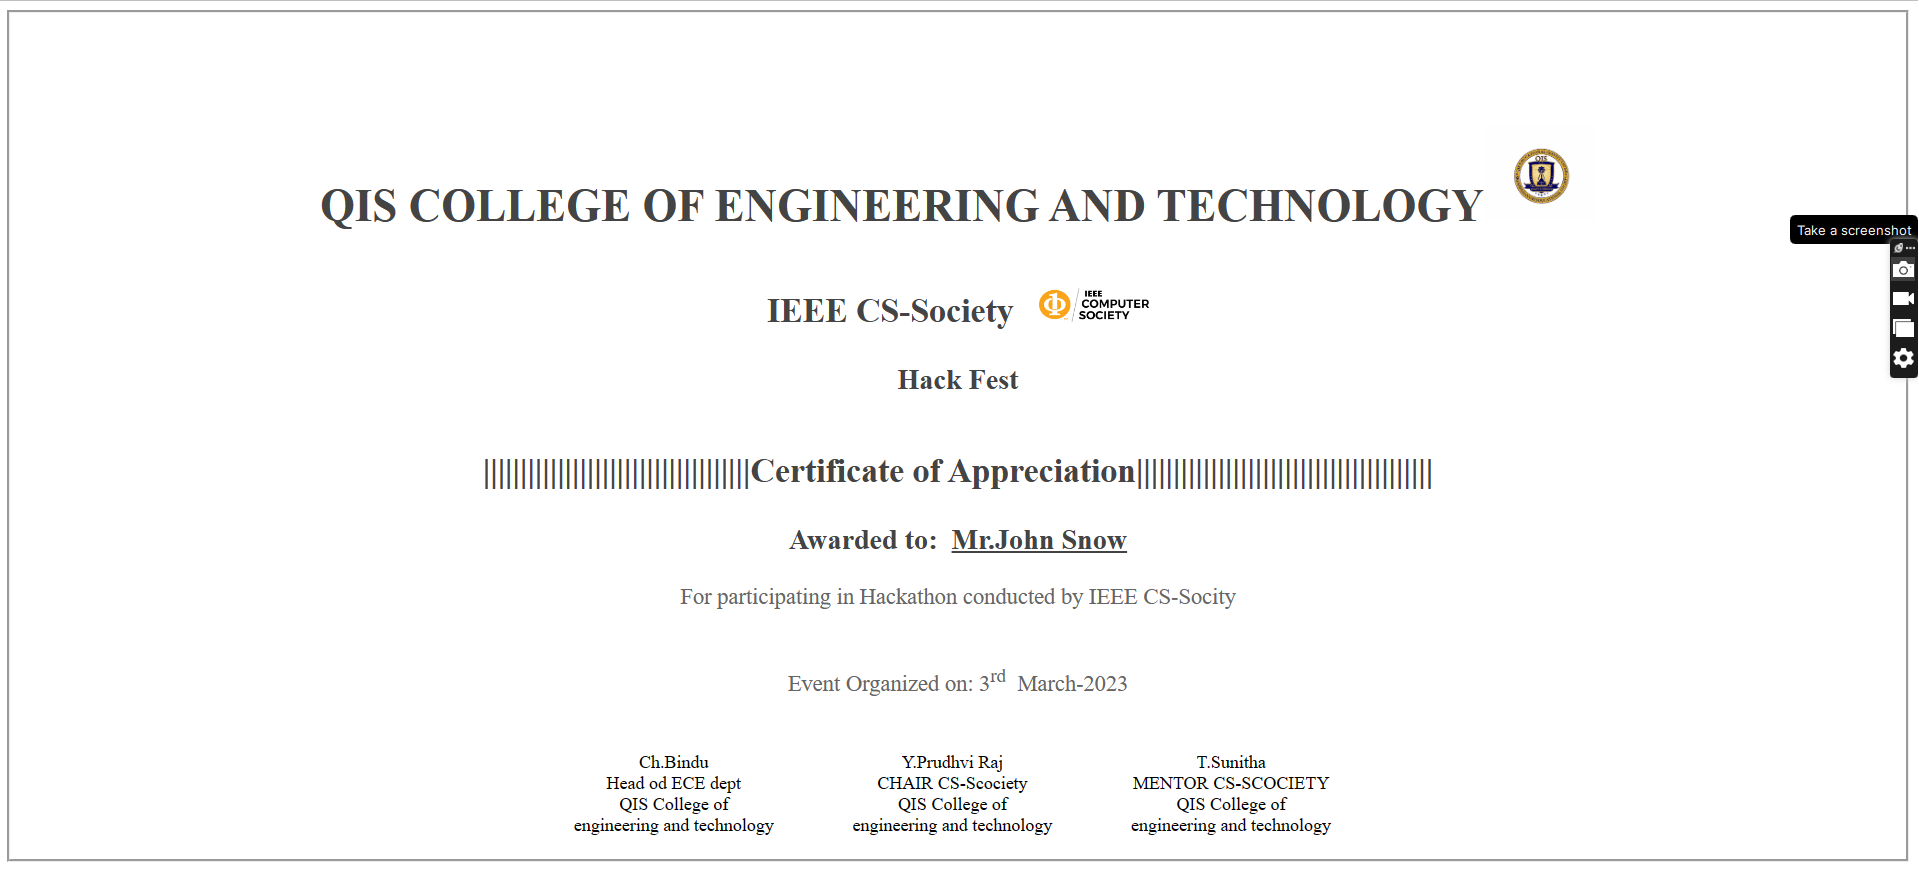 QIS COLLEGE OF ENGINEERING AND TECHNOLOGY
QIS
IEEE CS-Society
IEEE
COMPUTER
SOCIETY
Hack Fest
||||||||||||||||||||||||||||||||||||Certificate of Appreciation||||||||||||||||||||||||||||||||||||||||
Awarded to: Mr.John Snow
For participating in Hackathon conducted by IEEE CS-Socity
Event Organized on: 3rd March-2023
Ch.Bindu
Head od ECE dept
QIS College of
engineering and technology
Y.Prudhvi Raj
CHAIR CS-Scociety
QIS College of
engineering and technology
T.Sunitha
MENTOR CS-SCOCIETY
QIS College of
engineering and technology
Take a screenshot